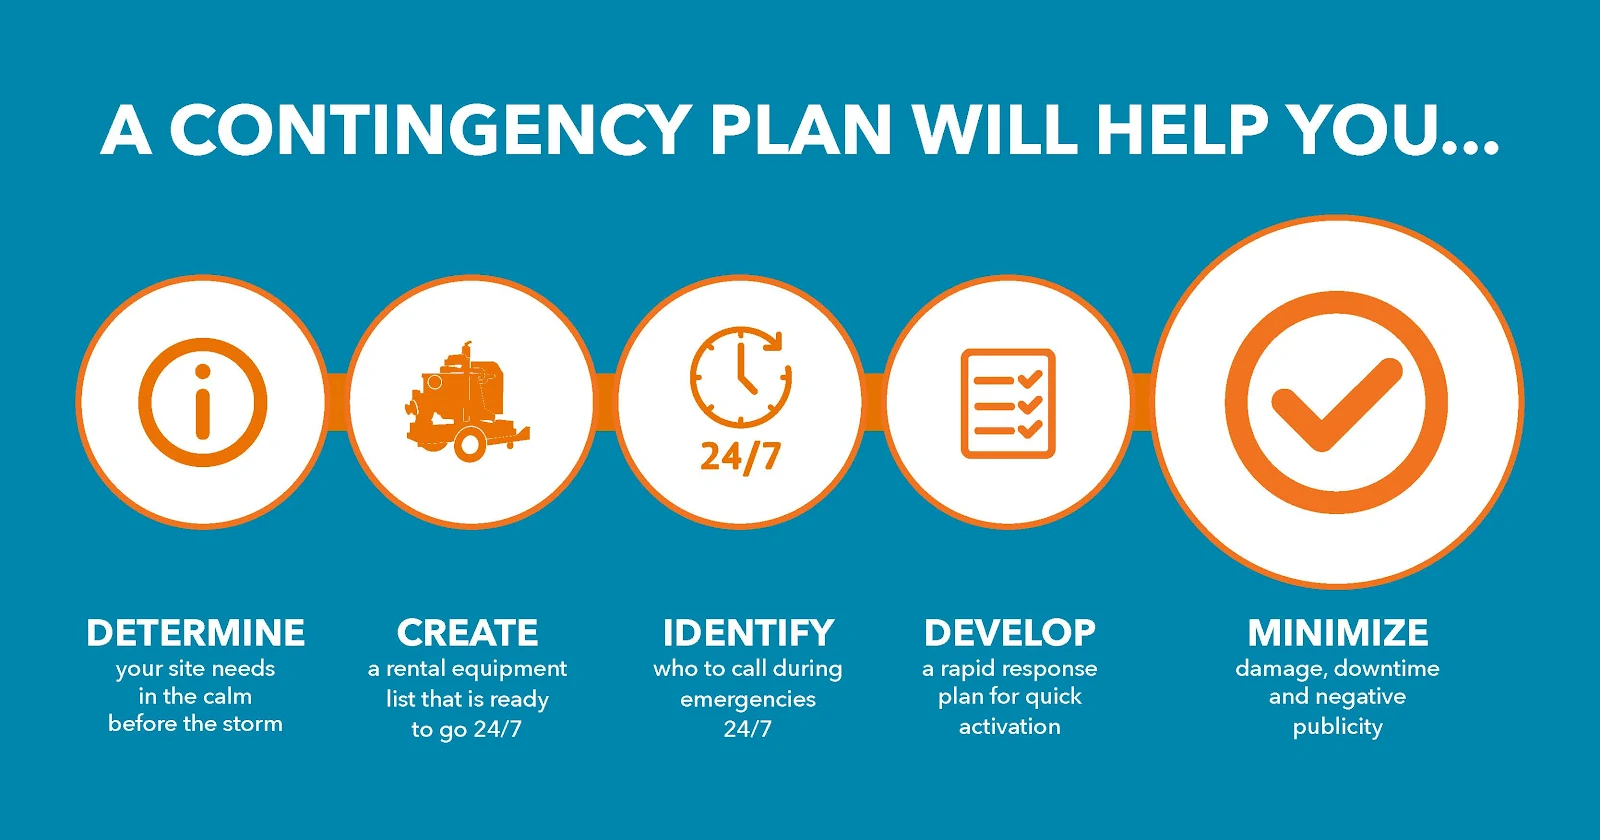 A CONTINGENCY PLAN WILL HELP YOU...
24/7
DETERMINE
your site needs
in the calm
before the storm
CREATE
a rental equipment
list that is ready
to go 24/7
IDENTIFY
who to call during
emergencies
24/7
DEVELOP
a rapid response
plan for quick
activation
MINIMIZE
damage, downtime
and negative
publicity